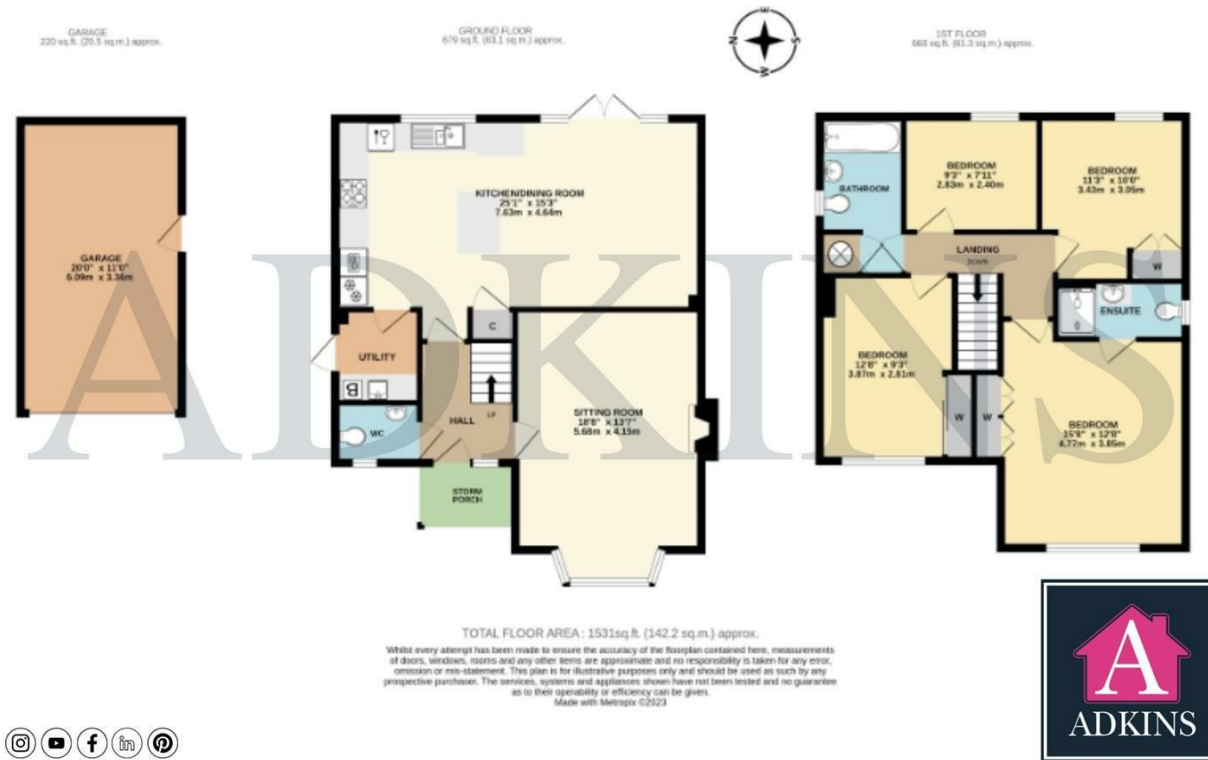 GARAGE
220 sq.ft. (20.5 sq.m.) approx.
GROUND FLOOR
679 sq.ft. (63.1 sq.m.) approx.
1ST FLOOR
660 sq.ft. (61.3 sq.m.) approx.
E
N
S
W
GARAGE
20'0" x 11'0"
6.09m x 3.36m
KITCHEN/DINING ROOM
25'1" x 15'3"
7.63m x 4.64m
UTILITY
B
WC
HALL
UP
C
SITTING ROOM
18'8" x 13'7"
5.68m x 4.15m
STORM
PORCH
BATHROOM
BEDROOM
9'3" x 7'11"
2.83m x 2.40m
BEDROOM
11'3" x 10'0"
3.43m x 3.05m
LANDING
DOWN
W
ENSUITE
BEDROOM
12'8" x 9'3"
3.87m x 2.81m
W
W
BEDROOM
15'8" x 12'8"
4.77m x 3.85m
ADKINS
TOTAL FLOOR AREA : 1531sq.ft. (142.2 sq.m.) approx.
Whilst every attempt has been made to ensure the accuracy of the floorplan contained here, measurements
of doors, windows, rooms and any other items are approximate and no responsibility is taken for any error,
omission or mis-statement. This plan is for illustrative purposes only and should be used as such by any
prospective purchaser. The services, systems and appliances shown have not been tested and no guarantee
as to their operability or efficiency can be given.
Made with Metropix ©2023
A
ADKINS
in